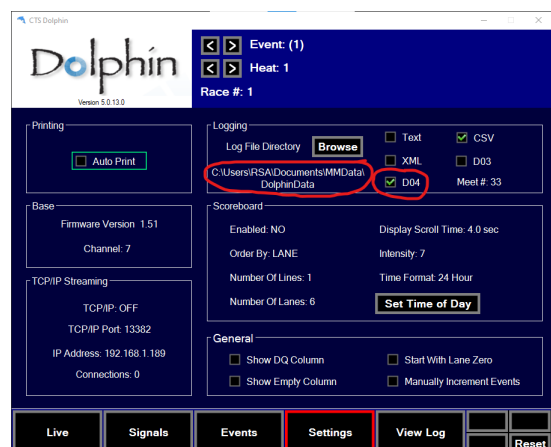 CTS Dolphin
Dolphin
Version 5.0.13.0
< > Event: (1)
< > Heat: 1
Race #: 1
Printing
Auto Print
Logging
Log File Directory Browse
C:\Users\RSA\Documents\MMData\
DolphinData
Text CSV
XML D03
D04 Meet #: 33
Base
Firmware Version 1.51
Channel: 7
Scoreboard
Enabled: NO Display Scroll Time: 4.0 sec
Order By: LANE Intensity: 7
Number Of Lines: 1 Time Format: 24 Hour
Number Of Lanes: 6 Set Time of Day
TCP/IP Streaming
TCP/IP: OFF
TCP/IP Port: 13382
IP Address: 192.168.1.189
Connections: 0
General
Show DQ Column Start With Lane Zero
Show Empty Column Manually Increment Events
Live Signals Events Settings View Log Reset